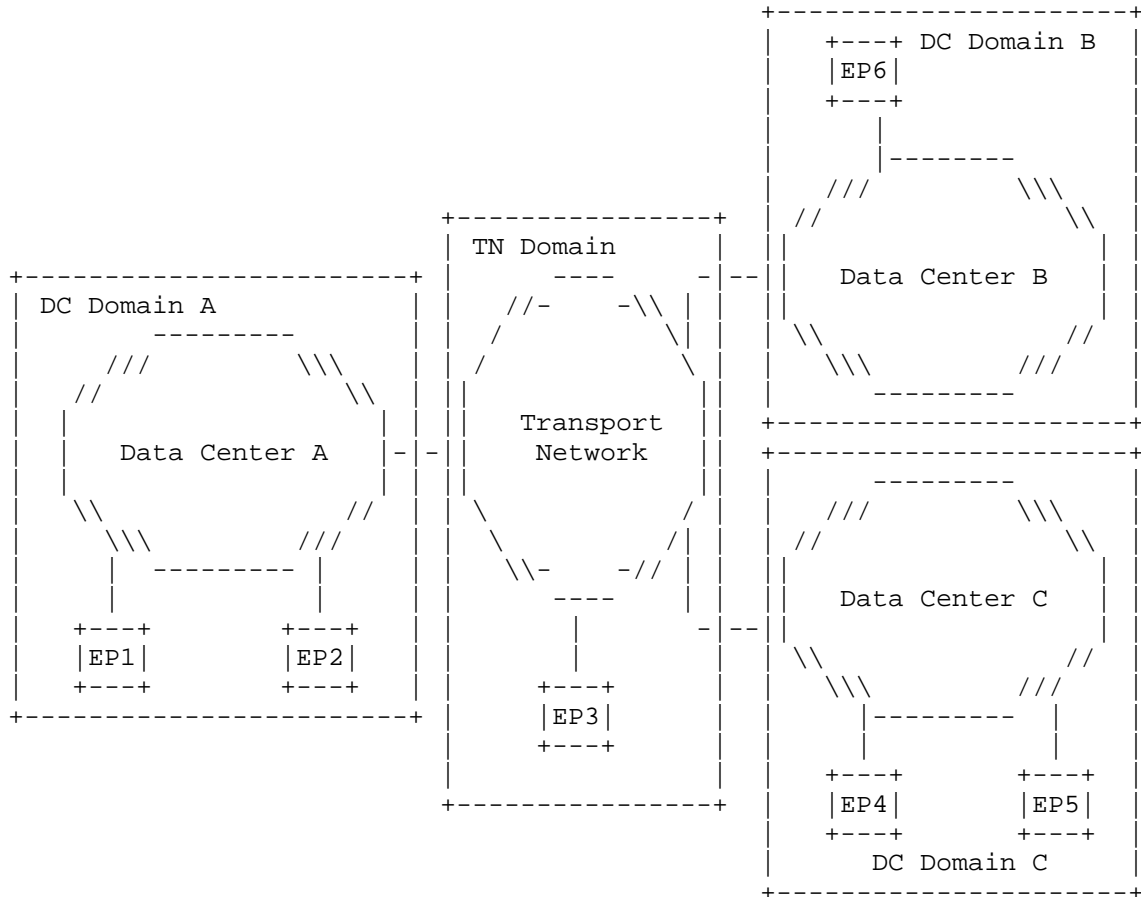 DC Domain B
EP6
TN Domain
Data Center B
DC Domain A
Transport
Network
Data Center A
Data Center C
EP1
EP2
EP3
EP4
EP5
DC Domain C